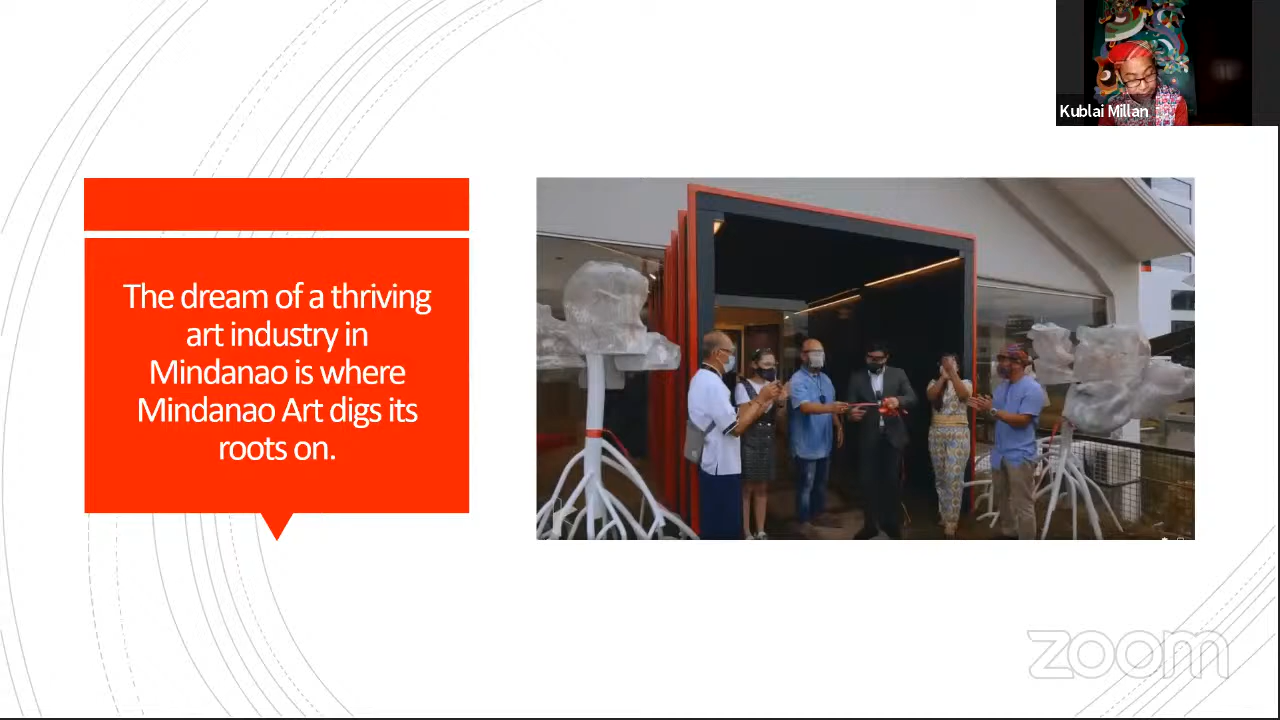 Kublai Millan
The dream of a thriving
art industry in
Mindanao is where
Mindanao Art digs its
roots on.
zoom